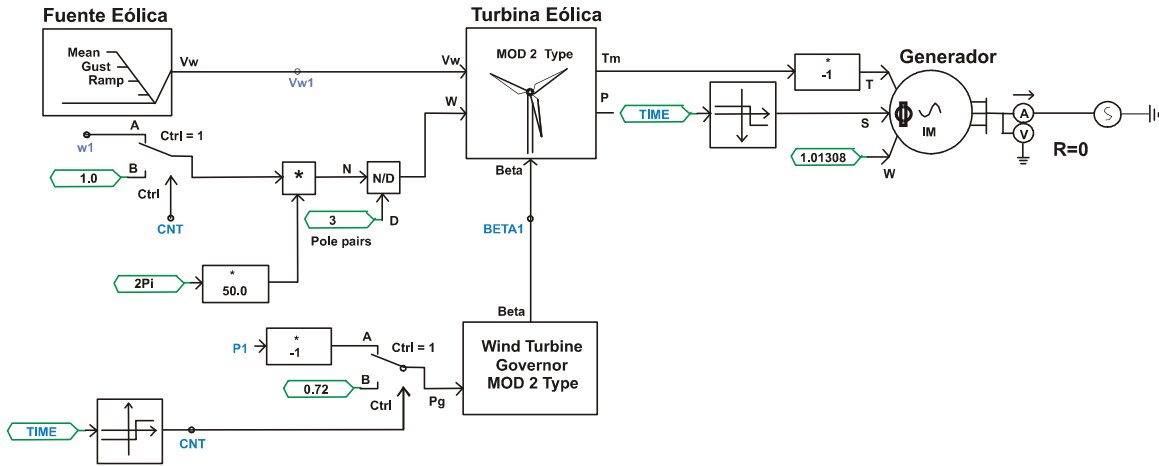 Fuente Eólica
Turbina Eólica
Generador
Mean
Gust
Ramp
Vw
Vw1
Vw
W
MOD 2 Type
Tm
P
Beta
*
-1
T
TIME
S
IM
A
V
S
R=0
1.01308
W
A
Ctrl = 1
w1
B
1.0
Ctrl
CNT
*
N
N/D
3
D
Pole pairs
BETA1
2Pi
*
50.0
Beta
P1
*
-1
A
Ctrl = 1
B
0.72
Ctrl
Pg
Wind Turbine
Governor
MOD 2 Type
TIME
CNT